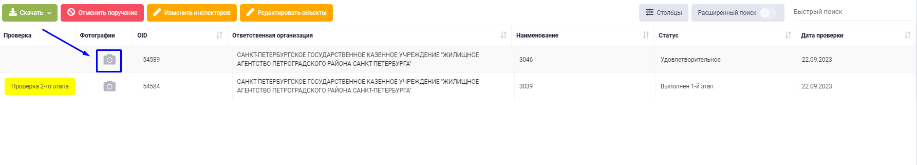 Скачать
Отменить поручение
Изменить инспекторов
Редактировать объекты
Столбцы
Расширенный поиск
Быстрый поиск
Проверка
Фотографии
OID
Ответственная организация
Наименование
Статус
Дата проверки
54589
САНКТ-ПЕТЕРБУРГСКОЕ ГОСУДАРСТВЕННОЕ КАЗЕННОЕ УЧРЕЖДЕНИЕ "ЖИЛИЩНОЕ
АГЕНТСТВО ПЕТРОГРАДСКОГО РАЙОНА САНКТ-ПЕТЕРБУРГА"
3046
Удовлетворительное
22.09.2023
Проверка 2-го этапа
54584
САНКТ-ПЕТЕРБУРГСКОЕ ГОСУДАРСТВЕННОЕ КАЗЕННОЕ УЧРЕЖДЕНИЕ "ЖИЛИЩНОЕ
АГЕНТСТВО ПЕТРОГРАДСКОГО РАЙОНА САНКТ-ПЕТЕРБУРГА"
3039
Выполнен 1-й этап
22.09.2023